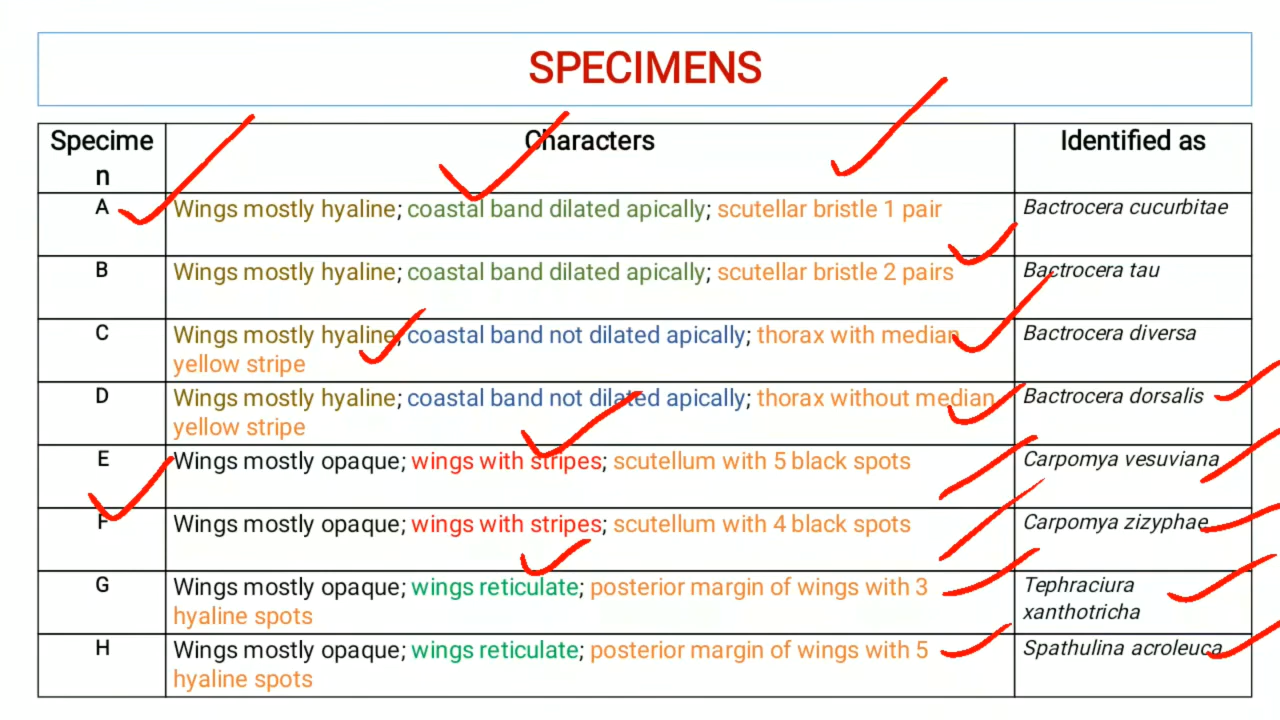 SPECIMENS
Specime
n
Characters
Identified as
A
Wings mostly hyaline; coastal band dilated apically; scutellar bristle 1 pair
Bactrocera cucurbitae
B
Wings mostly hyaline; coastal band dilated apically; scutellar bristle 2 pairs
Bactrocera tau
C
Wings mostly hyaline; coastal band not dilated apically; thorax with median
yellow stripe
Bactrocera diversa
D
Wings mostly hyaline; coastal band not dilated apically; thorax without median
yellow stripe
Bactrocera dorsalis
E
Wings mostly opaque; wings with stripes; scutellum with 5 black spots
Carpomya vesuviana
F
Wings mostly opaque; wings with stripes; scutellum with 4 black spots
Carpomya zizyphae
G
Wings mostly opaque; wings reticulate; posterior margin of wings with 3
hyaline spots
Tephraciura
xanthotricha
H
Wings mostly opaque; wings reticulate; posterior margin of wings with 5
hyaline spots
Spathulina acroleuca